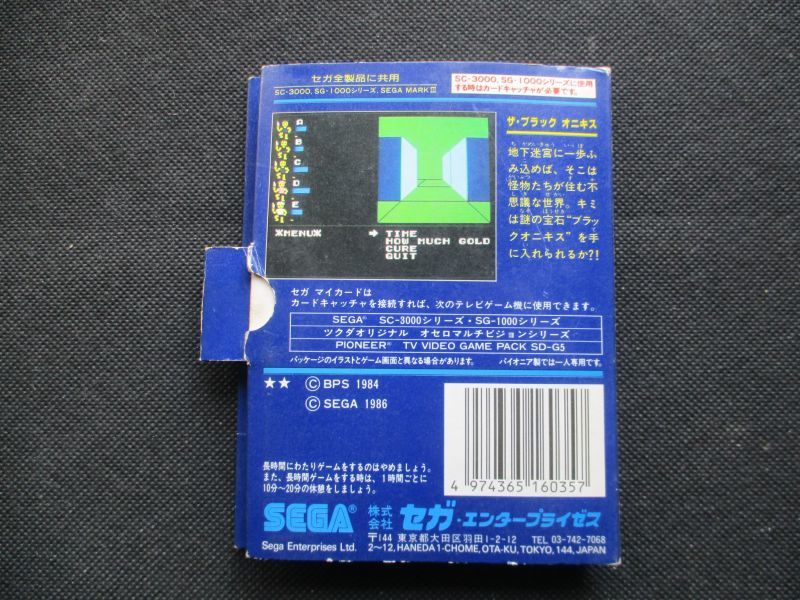 セガ全製品に共用
SC-3000, SG-1000シリーズ, SEGA MARK III
SC-3000, SG-1000シリーズに使用
する時はカードキャッチャが必要です。
A
B
C
D
E
※MENU※
→ TIME
HOW MUCH GOLD
CURE
QUIT
ザ・ブラック オニキス
地下迷宮に一歩ふ
み込めば、そこは
怪物たちが住む不
思議な世界。キミ
は謎の宝石“ブラッ
クオニキス”を手
に入れられるか?!
セガ マイカードは
カードキャッチャを接続すれば、次のテレビゲーム機に使用できます。
SEGA® SC-3000シリーズ・SG-1000シリーズ
ツクダオリジナル オセロマルチビジョンシリーズ
PIONEER® TV VIDEO GAME PACK SD-G5
パッケージのイラストとゲーム画面と異なる場合があります。 パイオニア製では一人専用です。
★★ © BPS 1984
© SEGA 1986
長時間にわたりゲームをするのはやめましょう。
また、長時間ゲームをする時は、1時間ごとに
10分〜20分の休憩をしましょう。
4 974365 160357
SEGA® 株式会社 セガ・エンタープライゼス
Sega Enterprises Ltd.
〒144 東京都大田区羽田1-2-12 TEL 03-742-7068
2〜12, HANEDA 1-CHOME, OTA-KU, TOKYO, 144, JAPAN